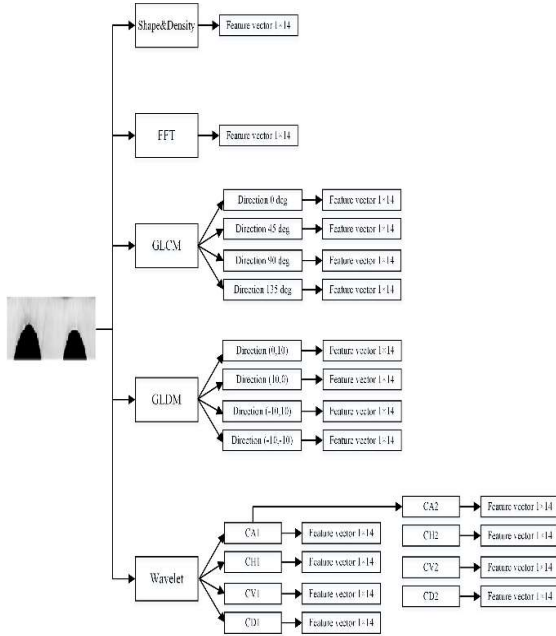 Shape&Density
Feature vector 1×14
FFT
Feature vector 1×14
GLCM
Direction 0 deg
Feature vector 1×14
Direction 45 deg
Feature vector 1×14
Direction 90 deg
Feature vector 1×14
Direction 135 deg
Feature vector 1×14
GLDM
Direction (0,10)
Feature vector 1×14
Direction (10,0)
Feature vector 1×14
Direction (-10,10)
Feature vector 1×14
Direction (-10,-10)
Feature vector 1×14
Wavelet
CA1
Feature vector 1×14
CH1
Feature vector 1×14
CV1
Feature vector 1×14
CD1
Feature vector 1×14
CA2
Feature vector 1×14
CH2
Feature vector 1×14
CV2
Feature vector 1×14
CD2
Feature vector 1×14